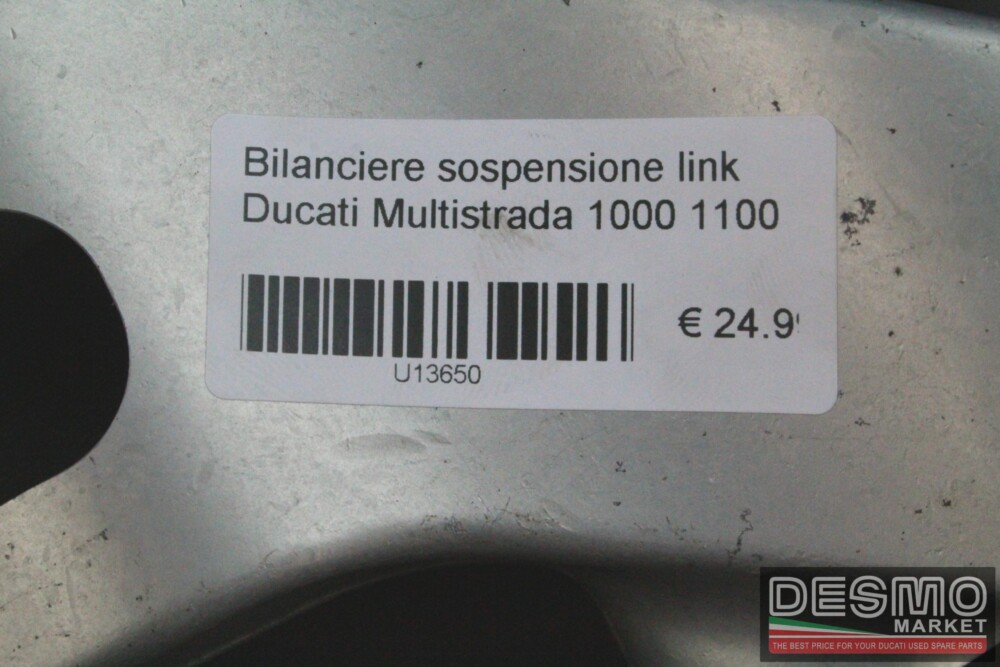 Bilanciere sospensione link
Ducati Multistrada 1000 1100
€ 24.9
U13650
DESMO
MARKET
THE BEST PRICE FOR YOUR DUCATI USED SPARE PARTS